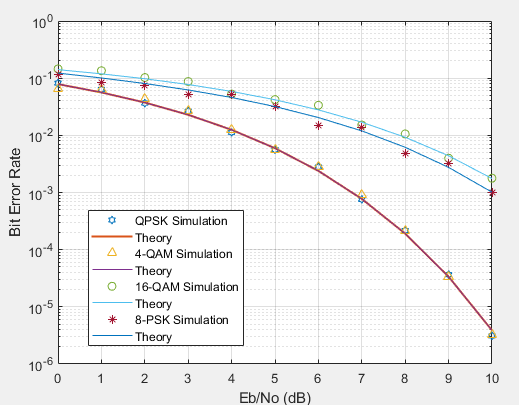 10^0
10^-1
10^-2
10^-3
10^-4
10^-5
10^-6
Bit Error Rate
QPSK Simulation
Theory
4-QAM Simulation
Theory
16-QAM Simulation
Theory
8-PSK Simulation
Theory
0 1 2 3 4 5 6 7 8 9 10
Eb/No (dB)